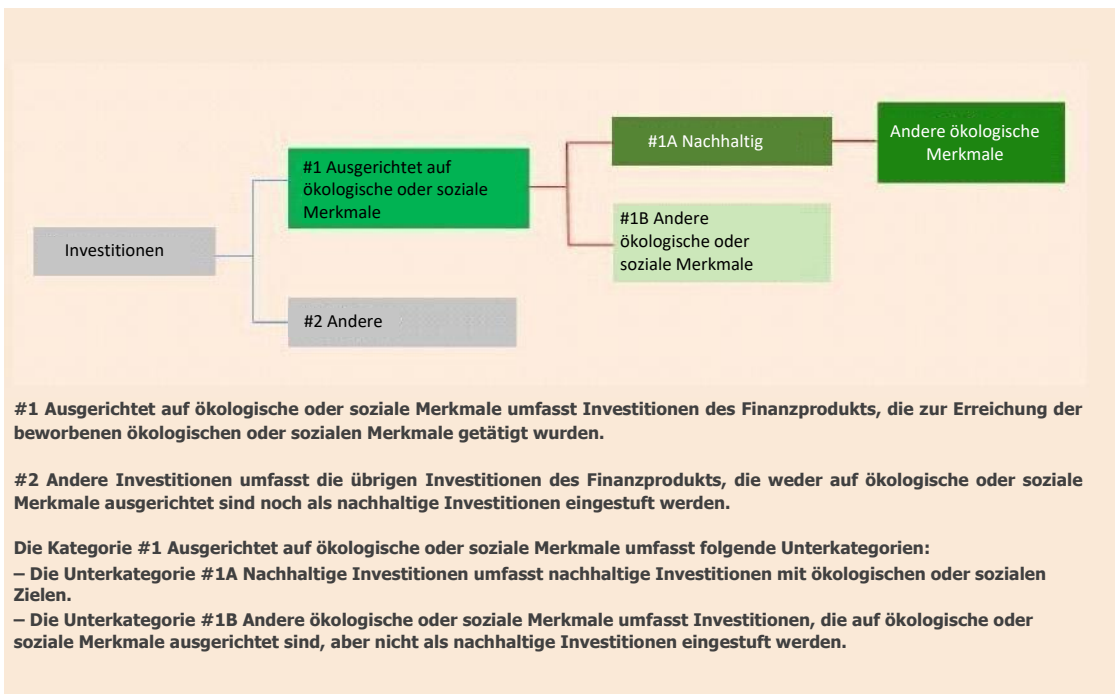 Investitionen
#1 Ausgerichtet auf
ökologische oder soziale
Merkmale
#2 Andere
#1A Nachhaltig
#1B Andere
ökologische oder
soziale Merkmale
Andere ökologische
Merkmale
#1 Ausgerichtet auf ökologische oder soziale Merkmale umfasst Investitionen des Finanzprodukts, die zur Erreichung der
beworbenen ökologischen oder sozialen Merkmale getätigt wurden.
#2 Andere Investitionen umfasst die übrigen Investitionen des Finanzprodukts, die weder auf ökologische oder soziale
Merkmale ausgerichtet sind noch als nachhaltige Investitionen eingestuft werden.
Die Kategorie #1 Ausgerichtet auf ökologische oder soziale Merkmale umfasst folgende Unterkategorien:
– Die Unterkategorie #1A Nachhaltige Investitionen umfasst nachhaltige Investitionen mit ökologischen oder sozialen
Zielen.
– Die Unterkategorie #1B Andere ökologische oder soziale Merkmale umfasst Investitionen, die auf ökologische oder
soziale Merkmale ausgerichtet sind, aber nicht als nachhaltige Investitionen eingestuft werden.